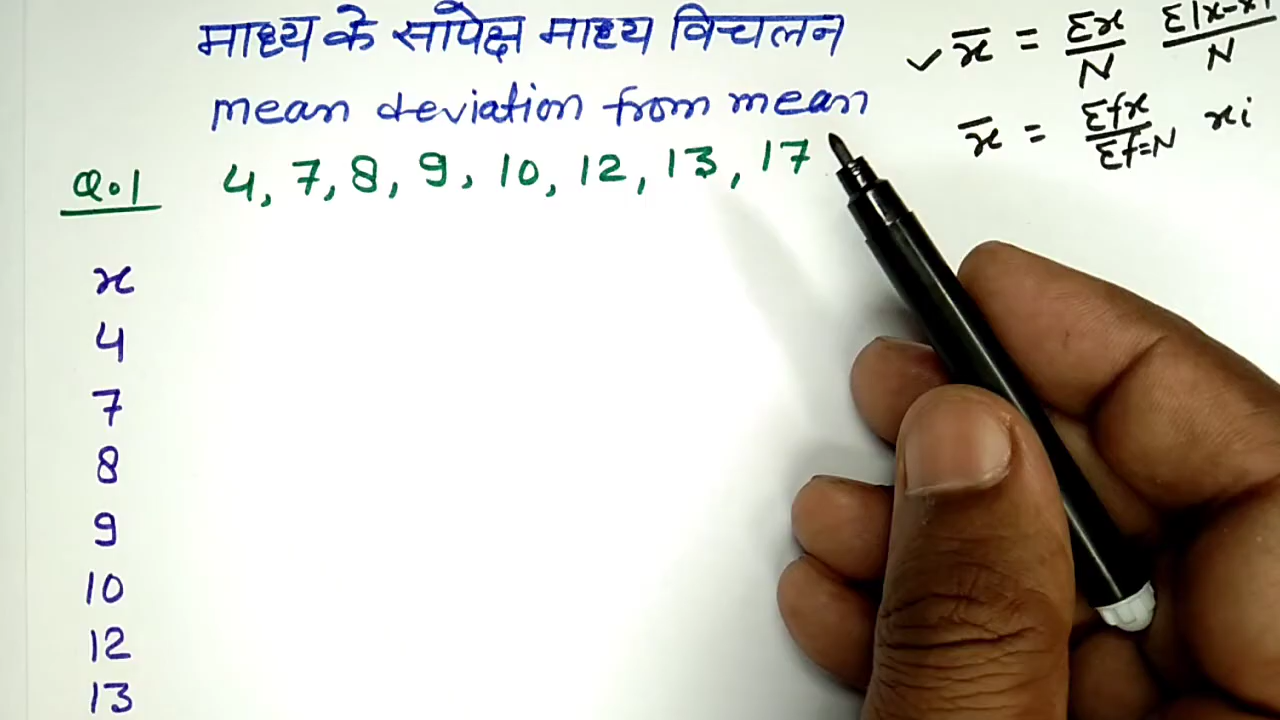 माध्य के सापेक्ष माध्य विचलन
mean deviation from mean
x̄ = Σx/N Σ|x-x̄|/N
x̄ = Σfx/Σf=N xi
Q.1 4, 7, 8, 9, 10, 12, 13, 17
x
4
7
8
9
10
12
13